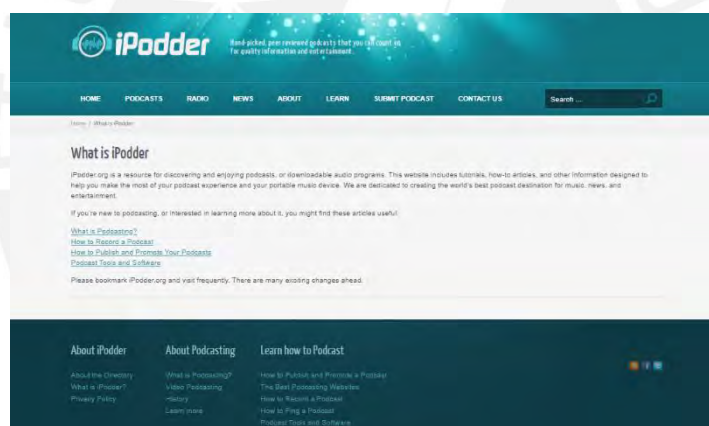 iPodder
Hand-picked, peer reviewed podcasts that you can count on
for quality information and entertainment.
HOME PODCASTS RADIO NEWS ABOUT LEARN SUBMIT PODCAST CONTACT US Search ...
Home / What is iPodder
What is iPodder
iPodder.org is a resource for discovering and enjoying podcasts, or downloadable audio programs. This website includes tutorials, how-to articles, and other information designed to
help you make the most of your podcast experience and your portable music device. We are dedicated to creating the world's best podcast destination for music, news, and
entertainment.
If you're new to podcasting, or interested in learning more about it, you might find these articles useful:
What is Podcasting?
How to Record a Podcast
How to Publish and Promote Your Podcasts
Podcast Tools and Software
Please bookmark iPodder.org and visit frequently. There are many exciting changes ahead.
About iPodder
About the Directory
What is iPodder?
Privacy Policy
About Podcasting
What is Podcasting?
Video Podcasting
History
Learn more
Learn how to Podcast
How to Publish and Promote a Podcast
The Best Podcasting Websites
How to Record a Podcast
How to Ping a Podcast
Podcast Tools and Software